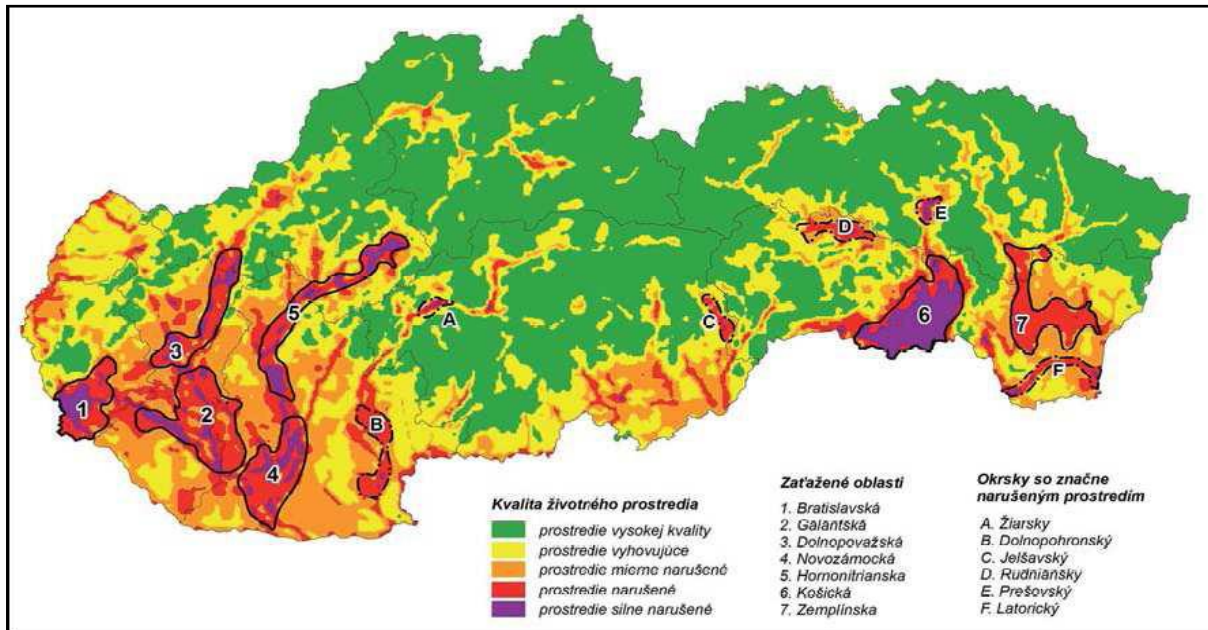 E
D
A
5
C
6
7
3
F
1
2
B
4
Kvalita životného prostredia
prostredie vysokej kvality
prostredie vyhovujúce
prostredie mierne narušené
prostredie narušené
prostredie silne narušené
Zaťažené oblasti
1. Bratislavská
2. Galantská
3. Dolnopovažská
4. Novozámocká
5. Hornonitrianska
6. Košická
7. Zemplínska
Okrsky so značne
narušeným prostredím
A. Žiarsky
B. Dolnopohronský
C. Jelšavský
D. Rudniansky
E. Prešovský
F. Latorický